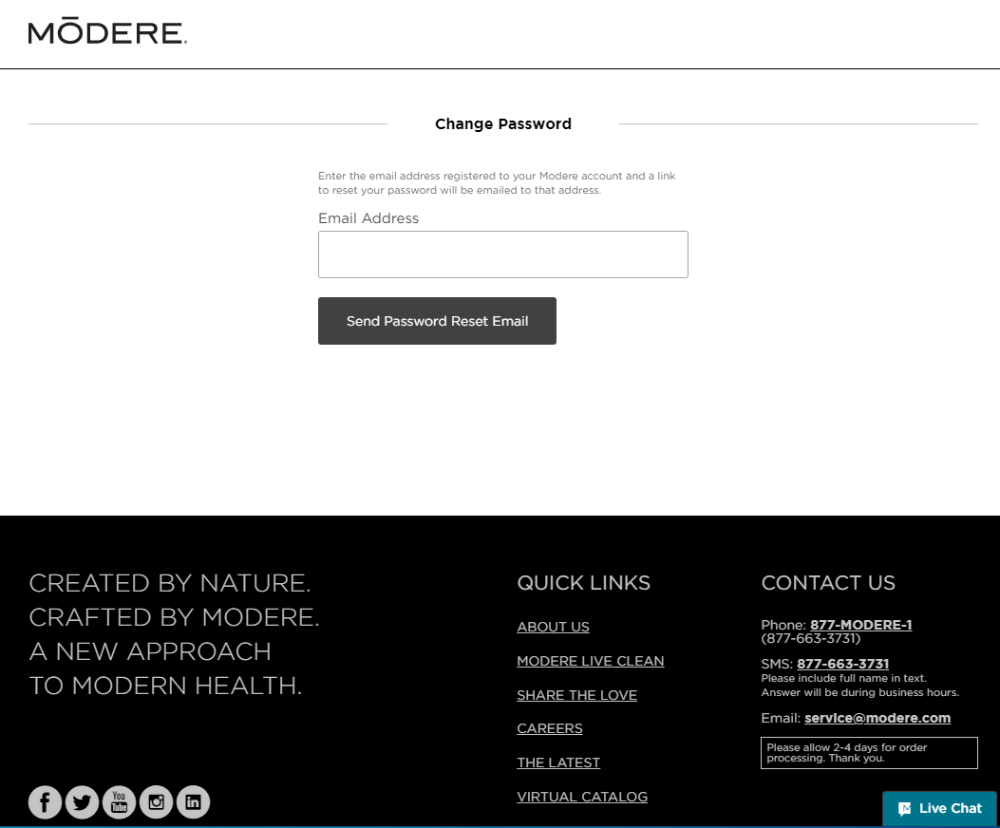 MŌDERE.
Change Password
Enter the email address registered to your Modere account and a link
to reset your password will be emailed to that address.
Email Address
Send Password Reset Email
CREATED BY NATURE.
CRAFTED BY MODERE.
A NEW APPROACH
TO MODERN HEALTH.
QUICK LINKS
ABOUT US
MODERE LIVE CLEAN
SHARE THE LOVE
CAREERS
THE LATEST
VIRTUAL CATALOG
CONTACT US
Phone: 877-MODERE-1
(877-663-3731)
SMS: 877-663-3731
Please include full name in text.
Answer will be during business hours.
Email: service@modere.com
Please allow 2-4 days for order
processing. Thank you.
f
You
Tube
in
Live Chat